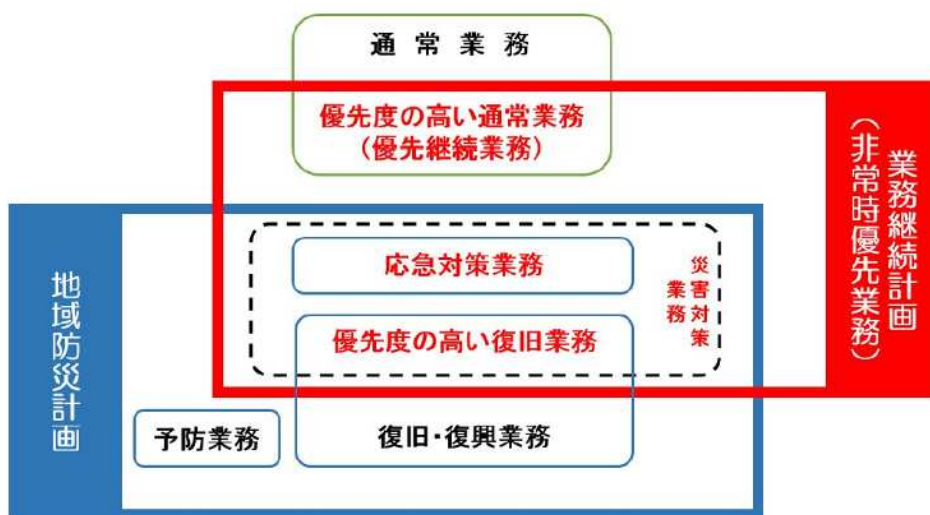 通常業務
優先度の高い通常業務
(優先継続業務)
業務継続計画
(非常時優先業務)
地域防災計画
応急対策業務
災害対策
業務
優先度の高い復旧業務
予防業務
復旧・復興業務